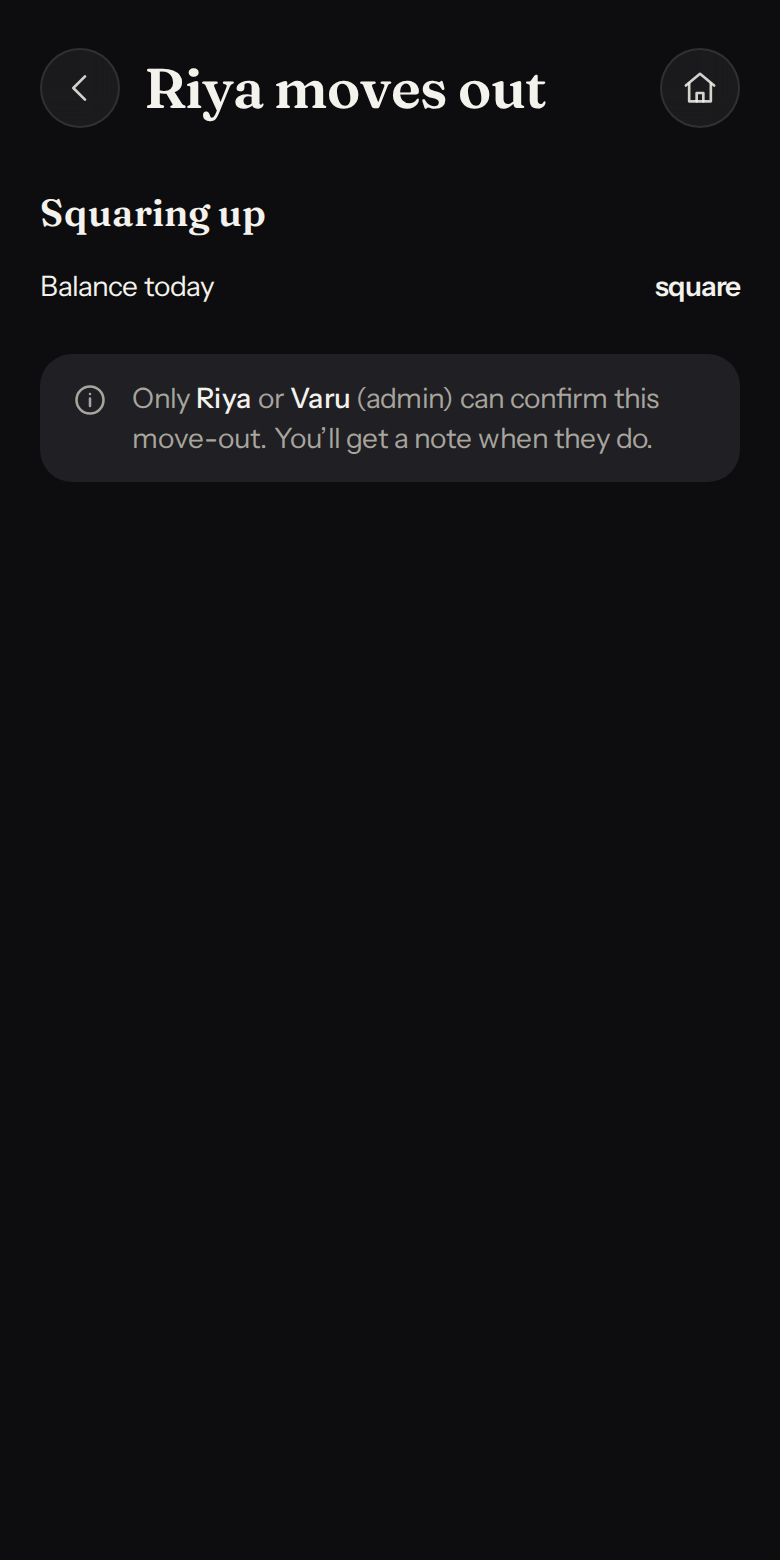 Riya moves out
Squaring up
Balance today square
Only Riya or Varu (admin) can confirm this
move-out. You’ll get a note when they do.